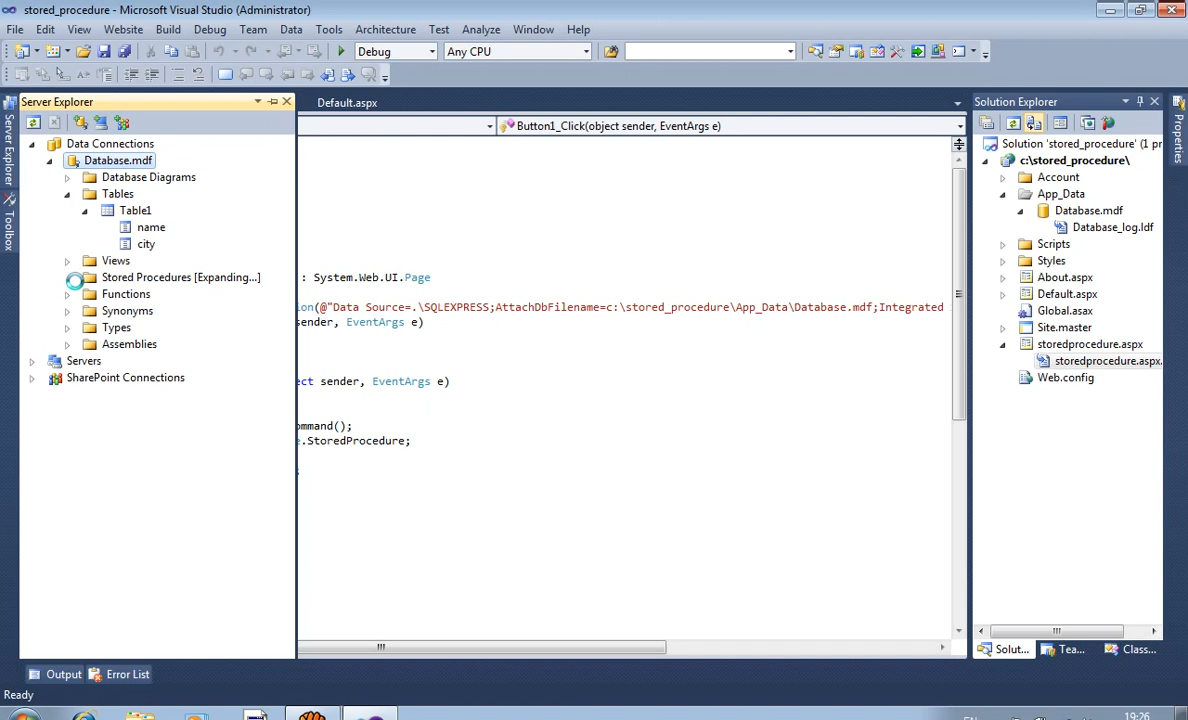 stored_procedure - Microsoft Visual Studio (Administrator)
File Edit View Website Build Debug Team Data Tools Architecture Test Analyze Window Help
Debug Any CPU
Server Explorer Default.aspx Solution Explorer
Button1_Click(object sender, EventArgs e)
Server Explorer
Toolbox
Properties
Data Connections
Database.mdf
Database Diagrams
Tables
Table1
name
city
Views
Stored Procedures [Expanding...]
Functions
Synonyms
Types
Assemblies
Servers
SharePoint Connections
: System.Web.UI.Page
ion(@"Data Source=.\SQLEXPRESS;AttachDbFilename=c:\stored_procedure\App_Data\Database.mdf;Integrated
sender, EventArgs e)
ect sender, EventArgs e)
ommand();
e.StoredProcedure;
Solution 'stored_procedure' (1 pr
c:\stored_procedure\
Account
App_Data
Database.mdf
Database_log.ldf
Scripts
Styles
About.aspx
Default.aspx
Global.asax
Site.master
storedprocedure.aspx
storedprocedure.aspx.
Web.config
Solut... Tea... Class...
Output Error List
Ready
19:26